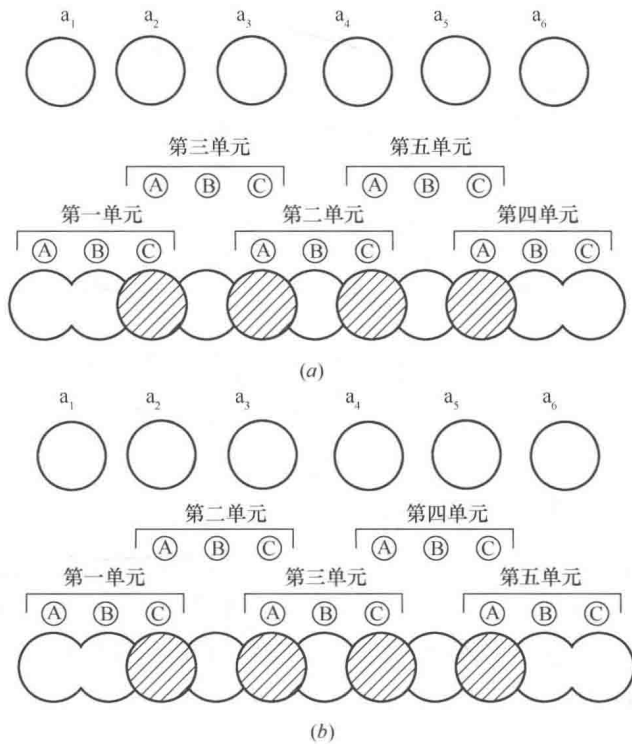 a₁ a₂ a₃ a₄ a₅ a₆
第三单元 第五单元
Ⓐ Ⓑ Ⓒ Ⓐ Ⓑ Ⓒ
第一单元 第二单元 第四单元
Ⓐ Ⓑ Ⓒ Ⓐ Ⓑ Ⓒ Ⓐ Ⓑ Ⓒ
(a)
a₁ a₂ a₃ a₄ a₅ a₆
第二单元 第四单元
Ⓐ Ⓑ Ⓒ Ⓐ Ⓑ Ⓒ
第一单元 第三单元 第五单元
Ⓐ Ⓑ Ⓒ Ⓐ Ⓑ Ⓒ Ⓐ Ⓑ Ⓒ
(b)